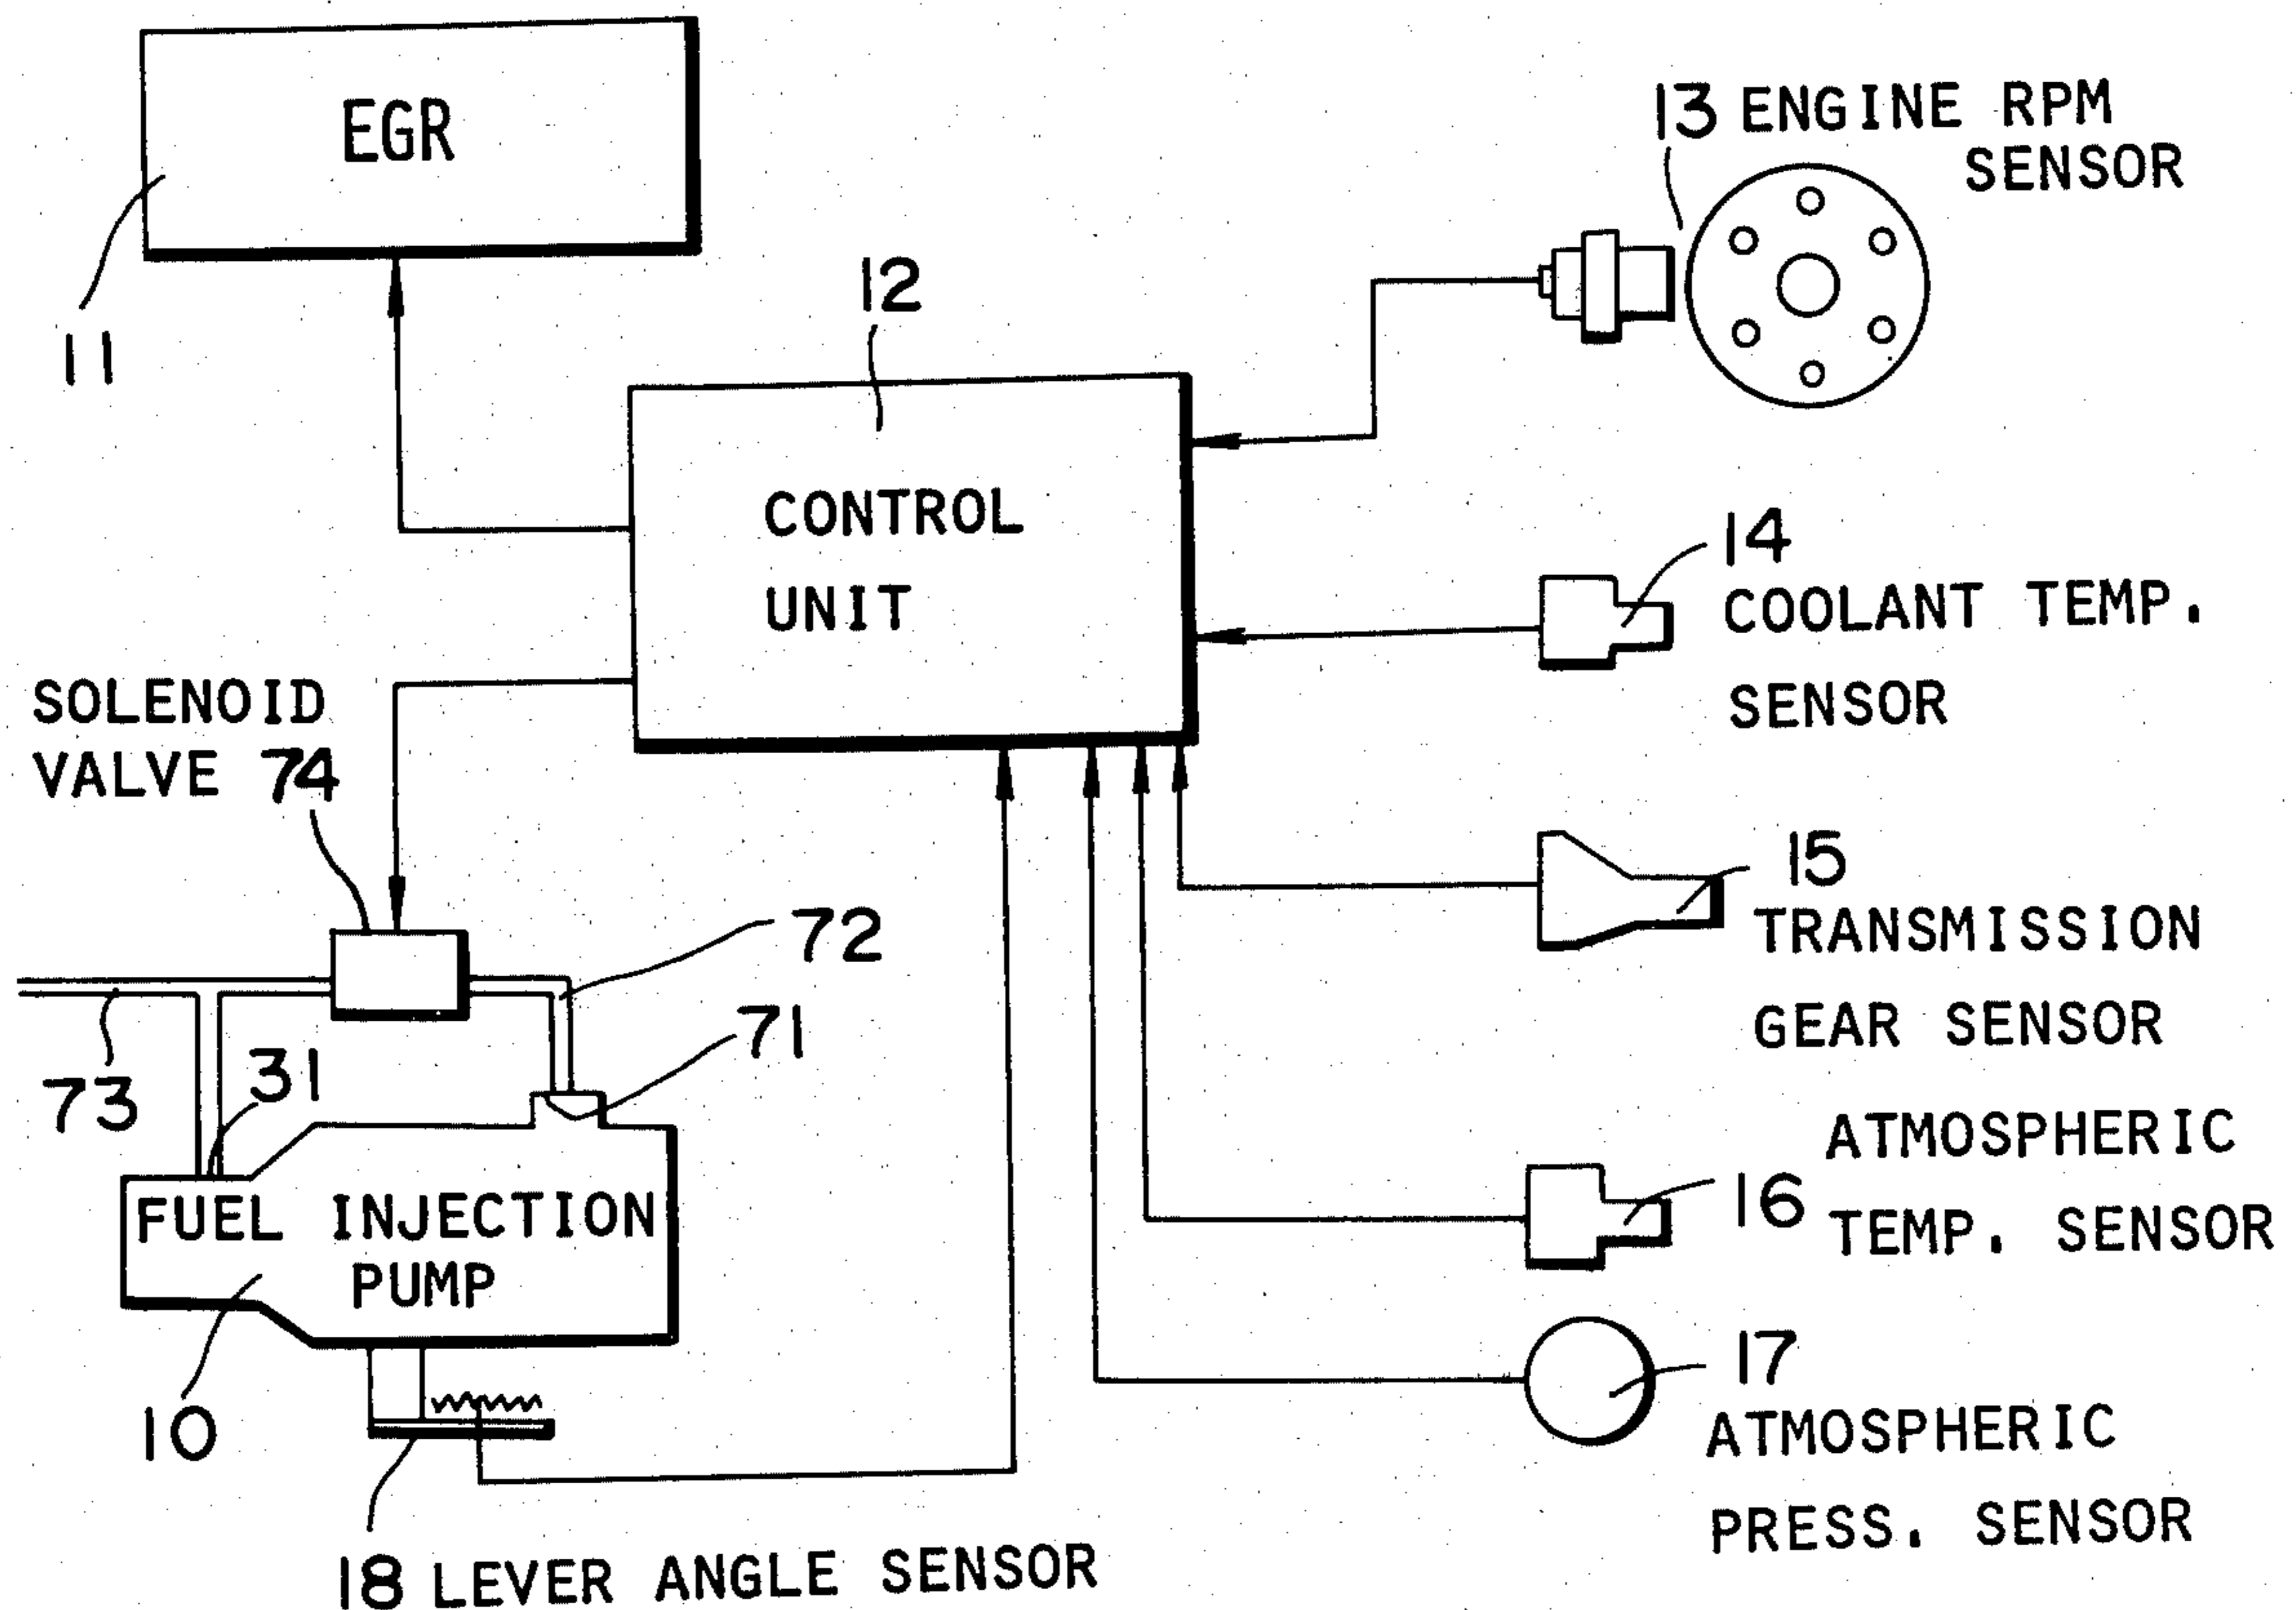 EGR
11
12
13 ENGINE RPM
SENSOR
CONTROL
UNIT
14
COOLANT TEMP.
SENSOR
SOLENOID
VALVE 74
72
71
73
31
15
TRANSMISSION
GEAR SENSOR
FUEL INJECTION
PUMP
10
ATMOSPHERIC
16 TEMP. SENSOR
17
ATMOSPHERIC
PRESS. SENSOR
18 LEVER ANGLE SENSOR